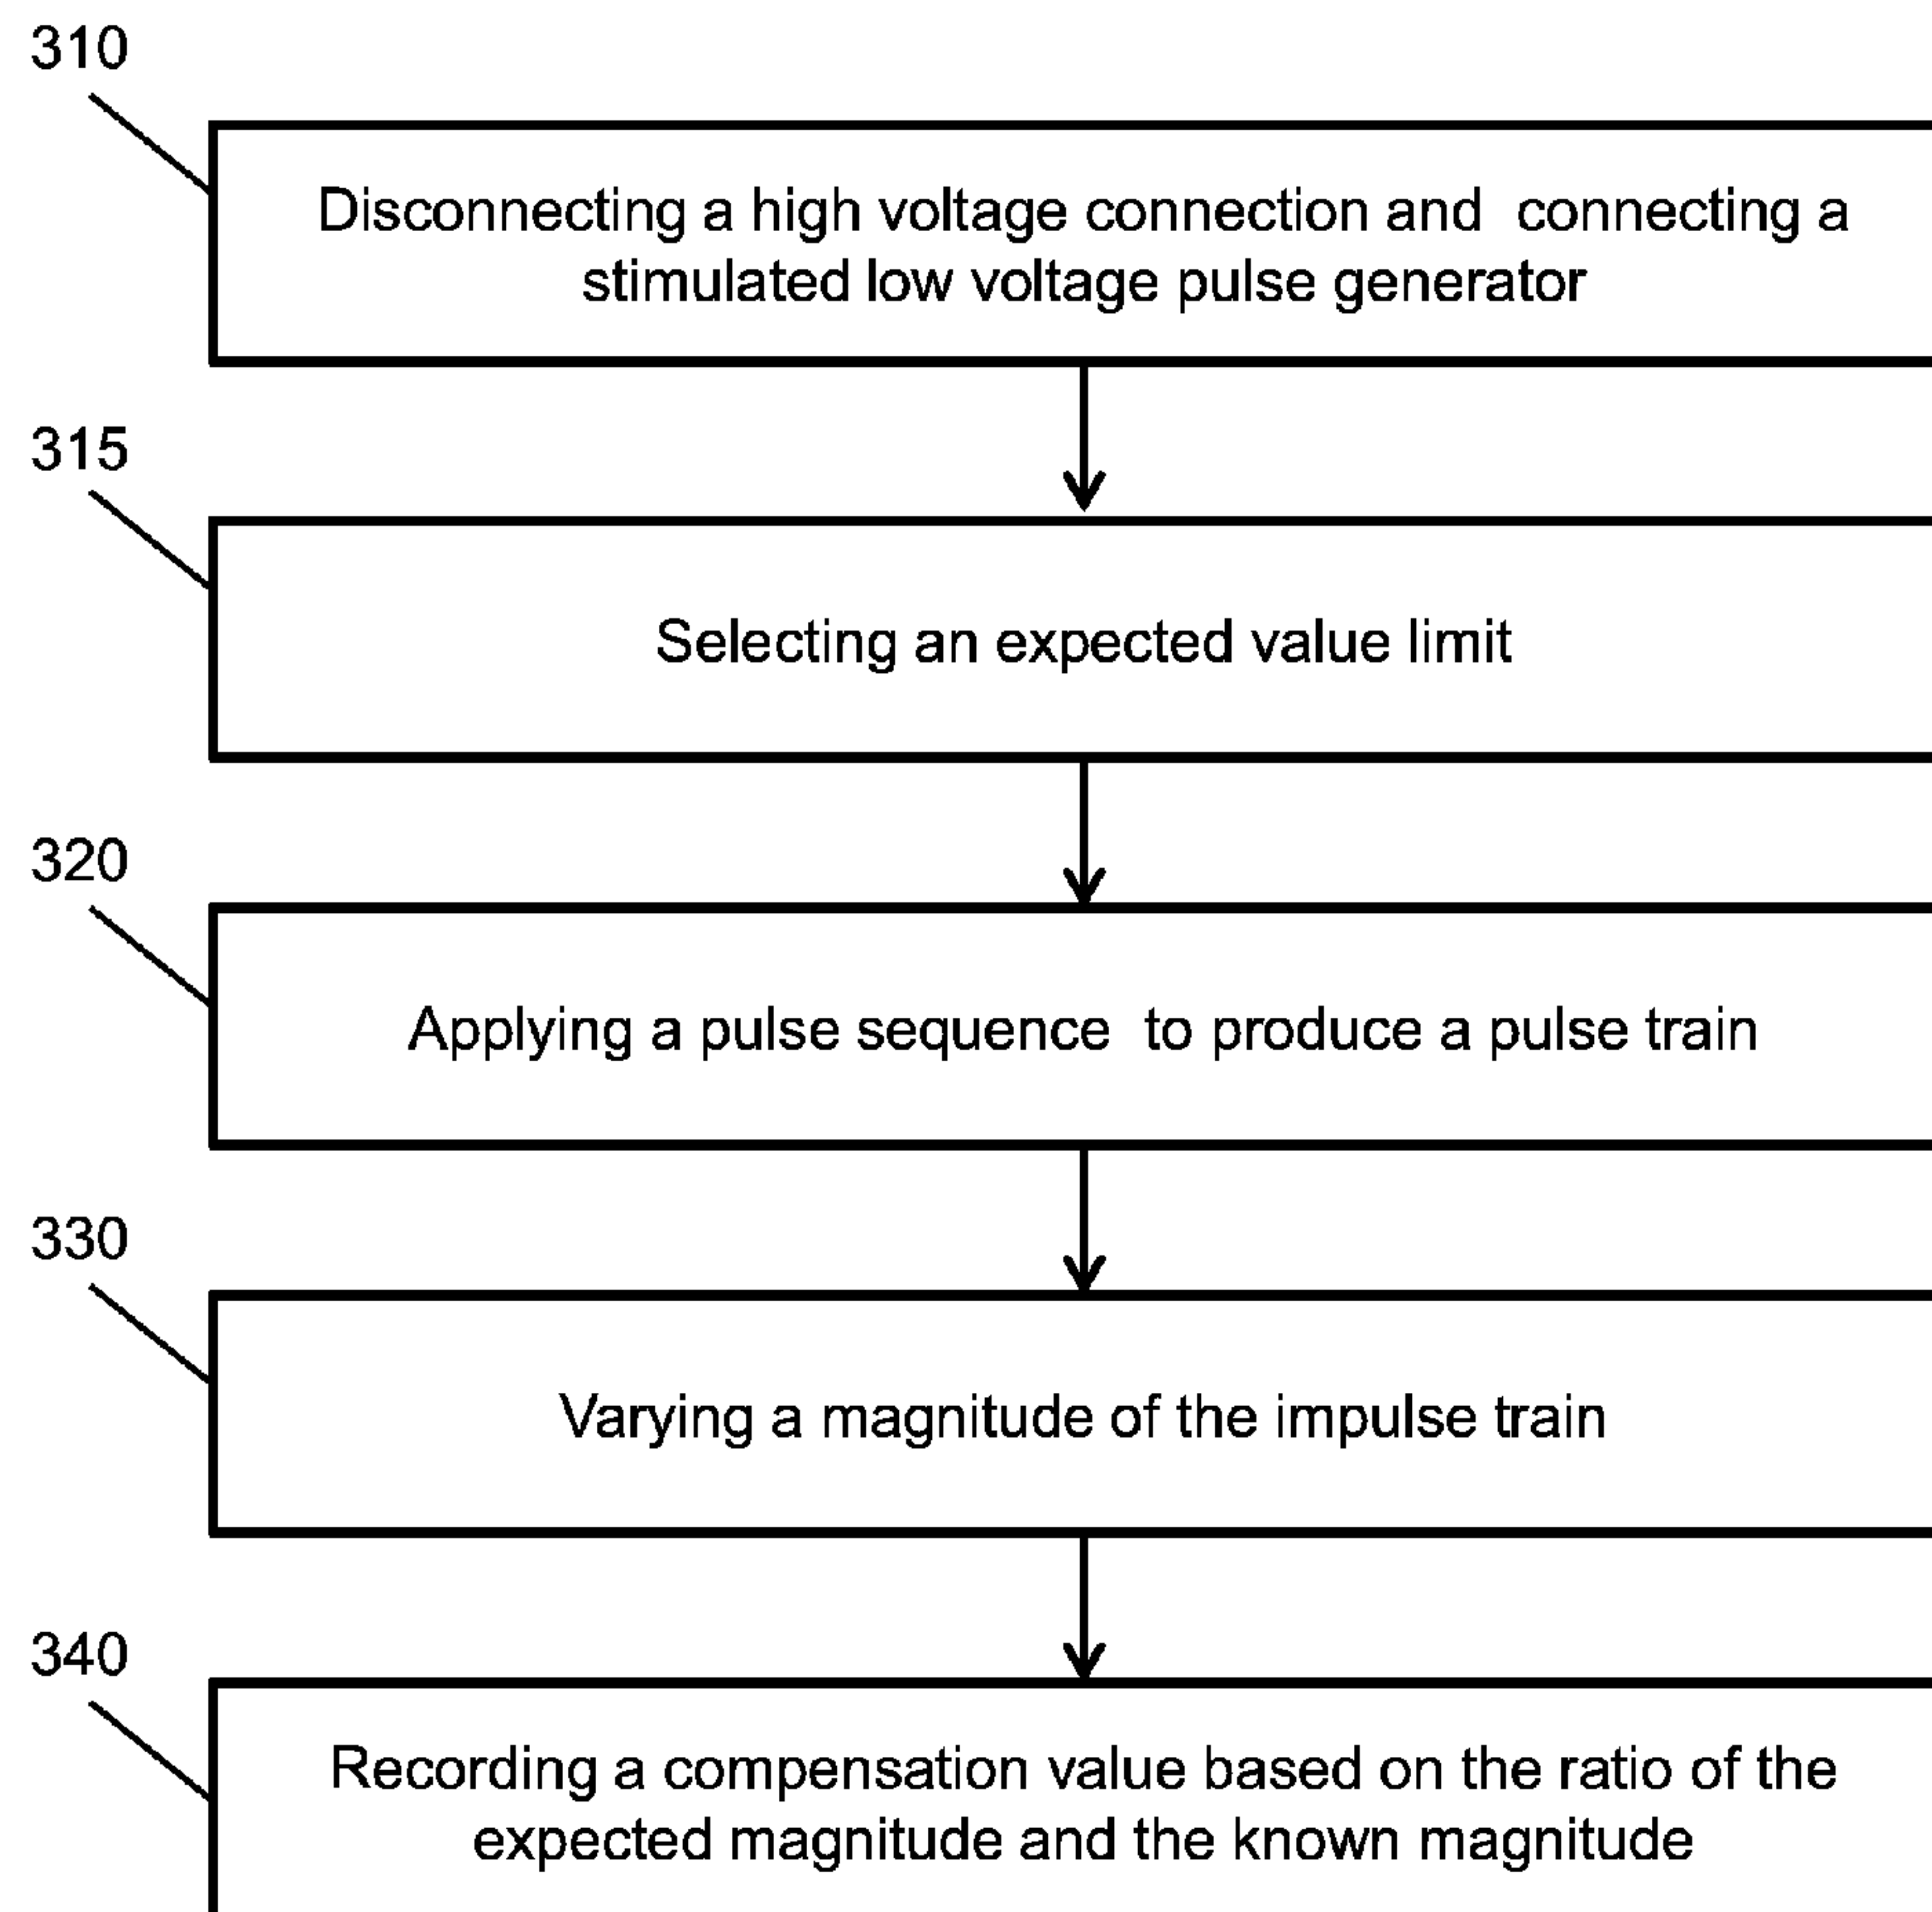 310
Disconnecting a high voltage connection and connecting a
stimulated low voltage pulse generator
315
Selecting an expected value limit
320
Applying a pulse sequence to produce a pulse train
330
Varying a magnitude of the impulse train
340
Recording a compensation value based on the ratio of the
expected magnitude and the known magnitude